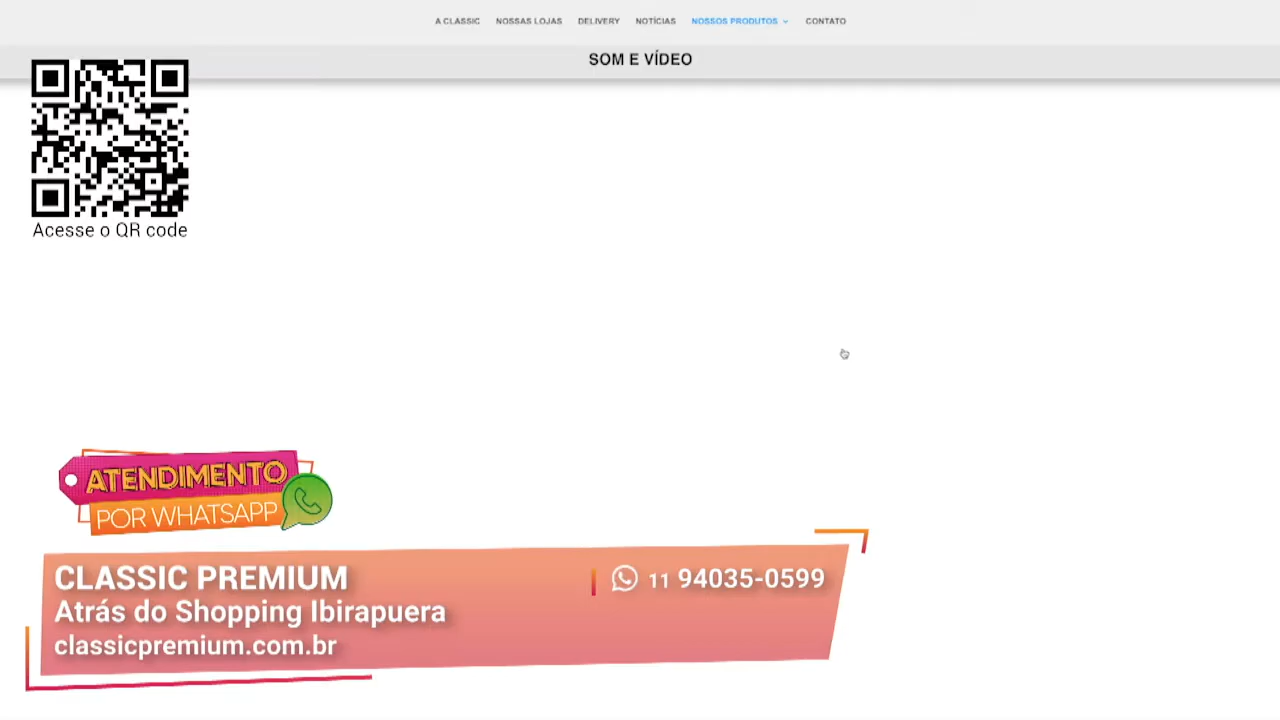 A CLASSIC NOSSAS LOJAS DELIVERY NOTÍCIAS NOSSOS PRODUTOS CONTATO
SOM E VÍDEO
Acesse o QR code
ATENDIMENTO
POR WHATSAPP
CLASSIC PREMIUM
11 94035-0599
Atrás do Shopping Ibirapuera
classicpremium.com.br